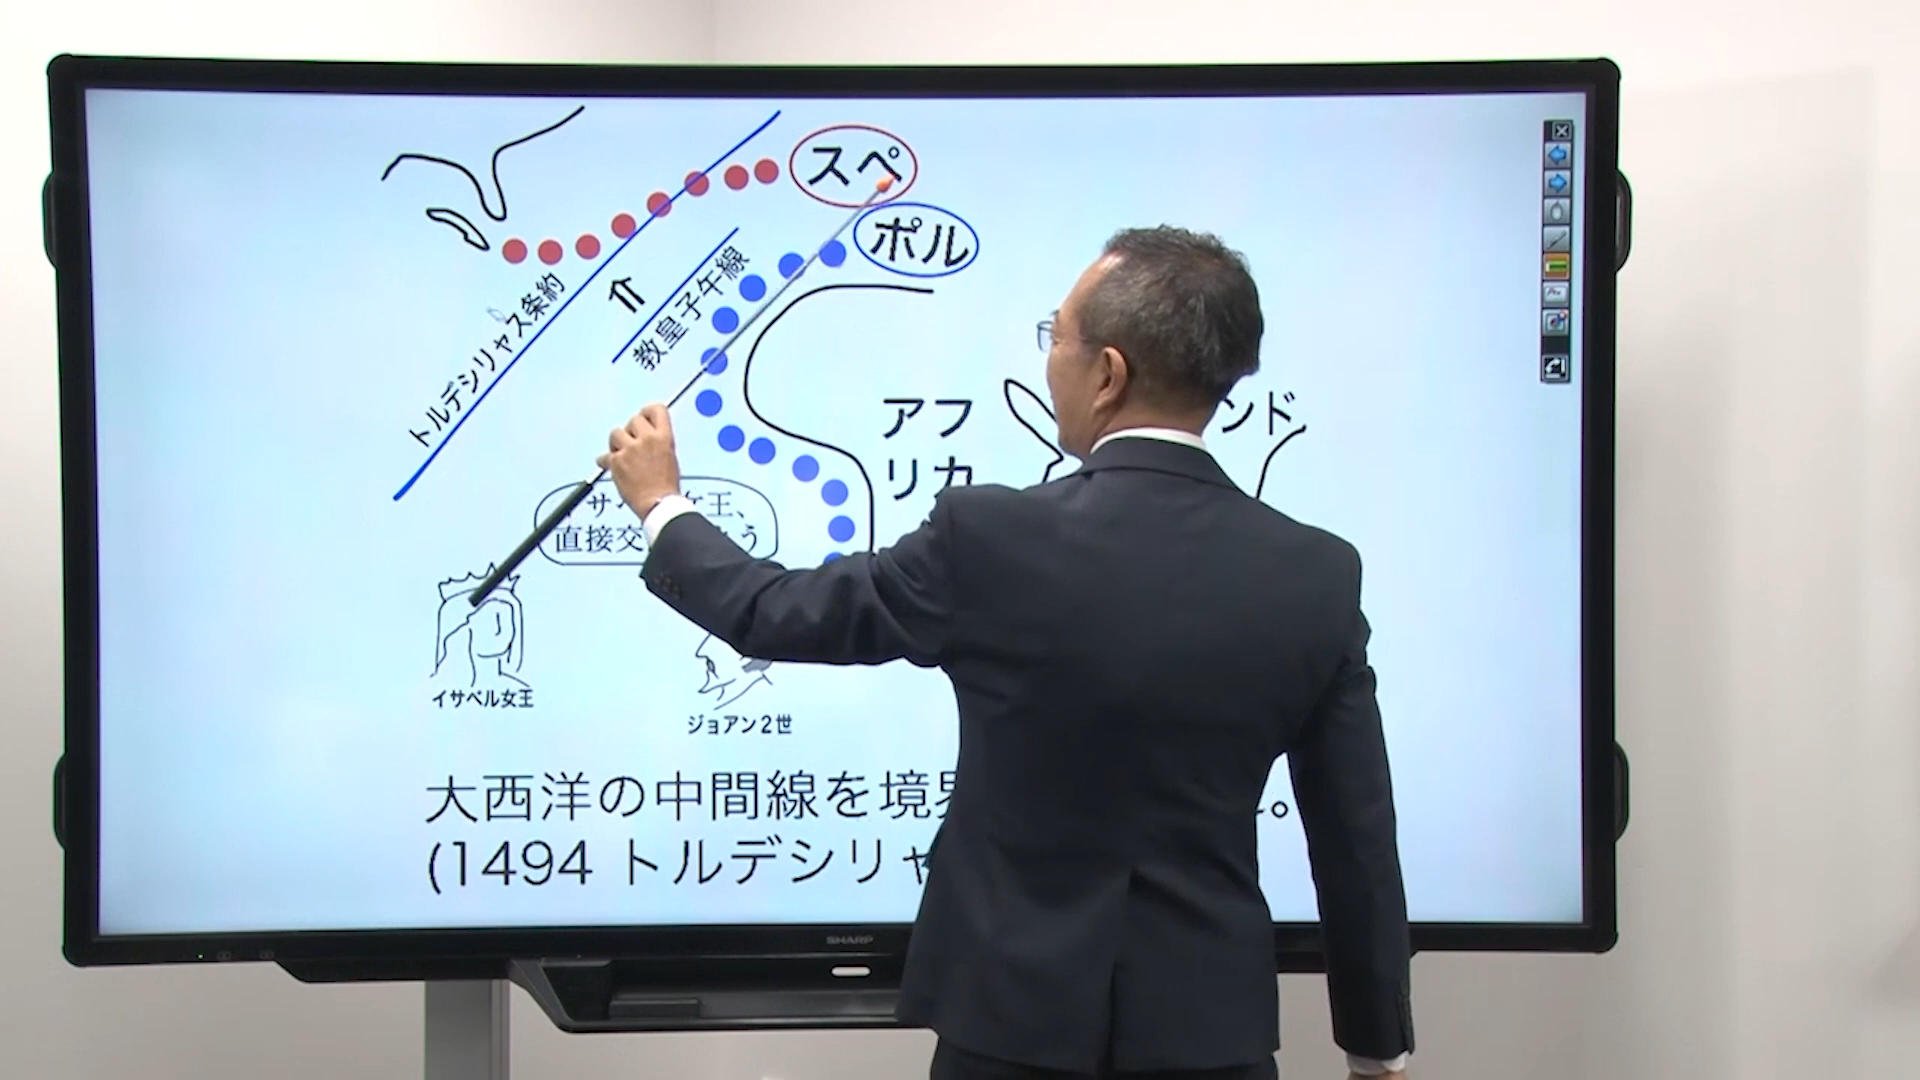 スペ
ポル
教皇子午線
トルデシリャス条約
アフ
リカ
ンド
女王、
直接交
う
イサベル女王
ジョアン2世
大西洋の中間線を境界
。
(1494 トルデシリャ
SHARP